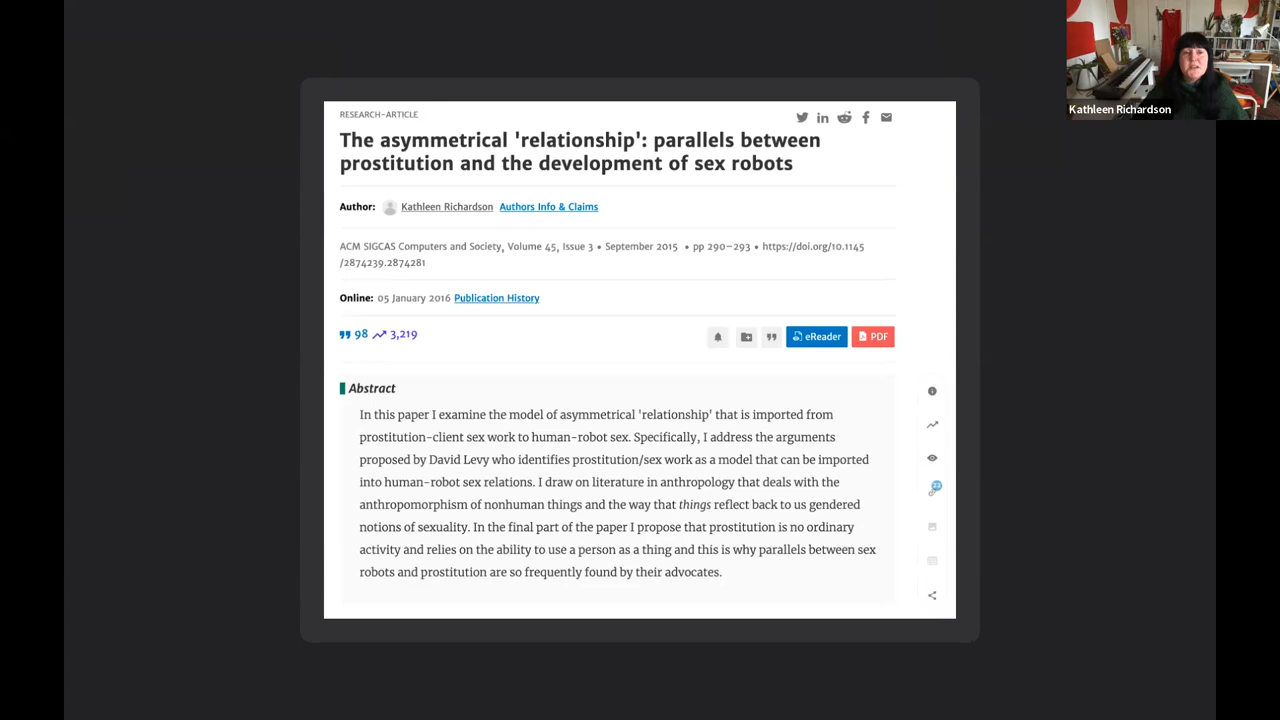 RESEARCH-ARTICLE
The asymmetrical 'relationship': parallels between
prostitution and the development of sex robots
Author: Kathleen Richardson Authors Info & Claims
ACM SIGCAS Computers and Society, Volume 45, Issue 3 • September 2015 • pp 290–293 • https://doi.org/10.1145
/2874239.2874281
Online: 05 January 2016 Publication History
98 3,219
eReader PDF
Abstract
In this paper I examine the model of asymmetrical 'relationship' that is imported from
prostitution-client sex work to human-robot sex. Specifically, I address the arguments
proposed by David Levy who identifies prostitution/sex work as a model that can be imported
into human-robot sex relations. I draw on literature in anthropology that deals with the
anthropomorphism of nonhuman things and the way that things reflect back to us gendered
notions of sexuality. In the final part of the paper I propose that prostitution is no ordinary
activity and relies on the ability to use a person as a thing and this is why parallels between sex
robots and prostitution are so frequently found by their advocates.
Kathleen Richardson